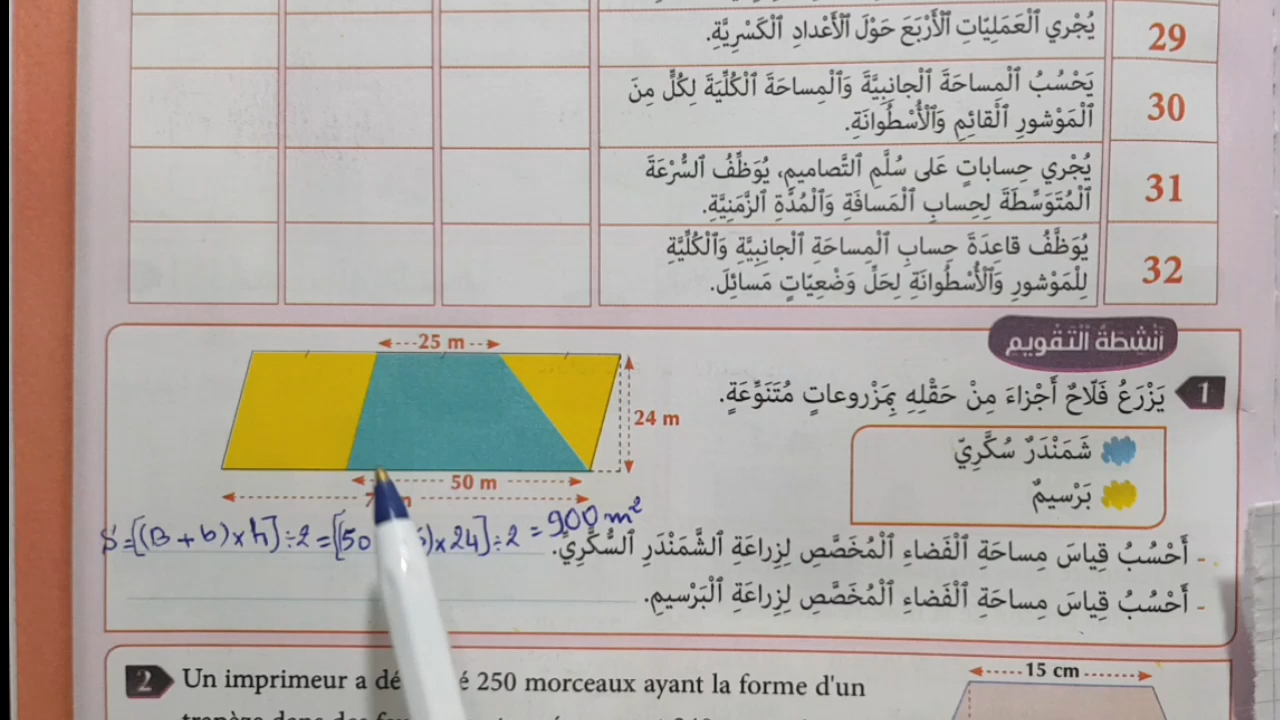 29 يُجْري ٱلْعَمَلِيّاتِ ٱلْأَرْبَعَ حَوْلَ ٱلْأَعْدادِ ٱلْكَسْرِيَّةِ.
30 يَحْسُبُ ٱلْمِساحَةَ ٱلْجانِبِيَّةَ وَٱلْمِساحَةَ ٱلْكُلِّيَّةَ لِكُلٍّ مِنَ
ٱلْمَوْشورِ ٱلْقائِمِ وَٱلْأُسْطُوانَةِ.
31 يُجْري حِساباتٍ عَلى سُلَّمِ ٱلتَّصاميمِ، يُوَظِّفُ ٱلسُّرْعَةَ
ٱلْمُتَوَسِّطَةَ لِحِسابِ ٱلْمَسافَةِ وَٱلْمُدَّةِ ٱلزَّمَنِيَّةِ.
32 يُوَظِّفُ قاعِدَةَ حِسابِ ٱلْمِساحَةِ ٱلْجانِبِيَّةِ وَٱلْكُلِّيَّةِ
لِلْمَوْشورِ وَٱلْأُسْطُوانَةِ لِحَلِّ وَضْعِيّاتٍ مَسائِلَ.
أَنْشِطَةُ ٱلتَّقْويمِ
1 يَزْرَعُ فَلّاحٌ أَجْزاءَ مِنْ حَقْلِهِ بِمَزْروعاتٍ مُتَنَوِّعَةٍ.
شَمَنْدَرٌ سُكَّرِيٌّ
بَرْسيمٌ
25 m
24 m
50 m
- أَحْسُبُ قِياسَ مِساحَةِ ٱلْفَضاءِ ٱلْمُخَصَّصِ لِزِراعَةِ ٱلشَّمَنْدَرِ ٱلسُّكَّرِيِّ.
S=[(B+b)×h]÷2=[(50 ×24]÷2=900 m²
- أَحْسُبُ قِياسَ مِساحَةِ ٱلْفَضاءِ ٱلْمُخَصَّصِ لِزِراعَةِ ٱلْبَرْسيمِ.
2 Un imprimeur a 250 morceaux ayant la forme d'un
15 cm